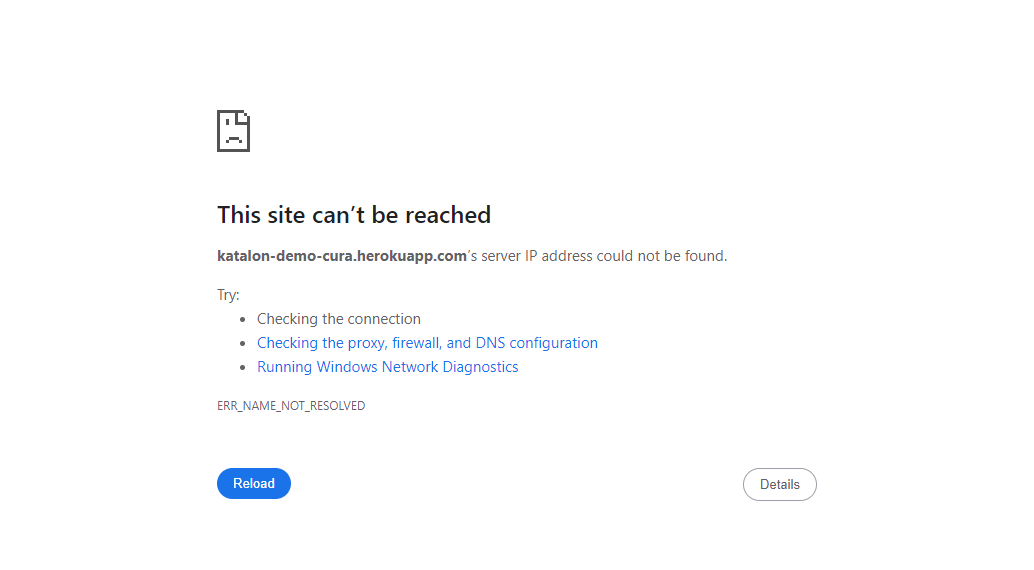 This site can’t be reached
katalon-demo-cura.herokuapp.com’s server IP address could not be found.
Try:
Checking the connection
Checking the proxy, firewall, and DNS configuration
Running Windows Network Diagnostics
ERR_NAME_NOT_RESOLVED
Reload
Details